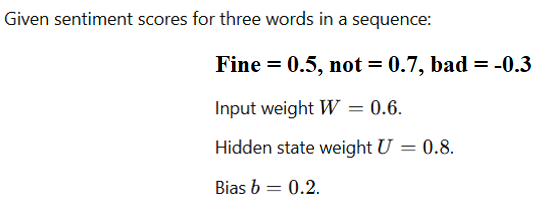 Given sentiment scores for three words in a sequence:
Fine = 0.5, not = 0.7, bad = -0.3
Input weight W = 0.6.
Hidden state weight U = 0.8.
Bias b = 0.2.